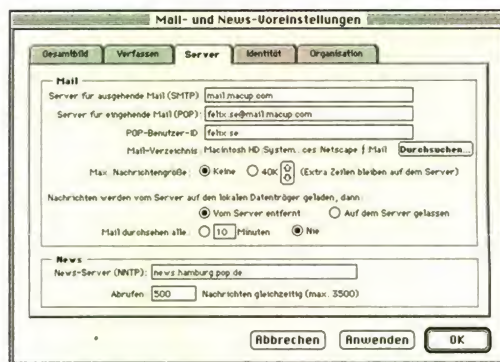 Mail- und News-Voreinstellungen
Gesamtbild Verfassen Server Identität Organisation
Mail
Server für ausgehende Mail (SMTP) mail.macup.com
Server für eingehende Mail (POP): felix.se@mail.macup.com
POP-Benutzer-ID felix.se
Mail-Verzeichnis: Macintosh HD:System...ces Netscape ƒ Mail Durchsuchen...
Max. Nachrichtengröße: Keine 40K (Extra Zeilen bleiben auf dem Server)
Nachrichten werden vom Server auf den lokalen Datenträger geladen, dann:
Vom Server entfernt Auf dem Server gelassen
Mail durchsehen alle: 10 Minuten Nie
News
News-Server (NNTP): news.hamburg.pop.de
Abrufen 500 Nachrichten gleichzeitig (max. 3500)
Abbrechen Anwenden OK